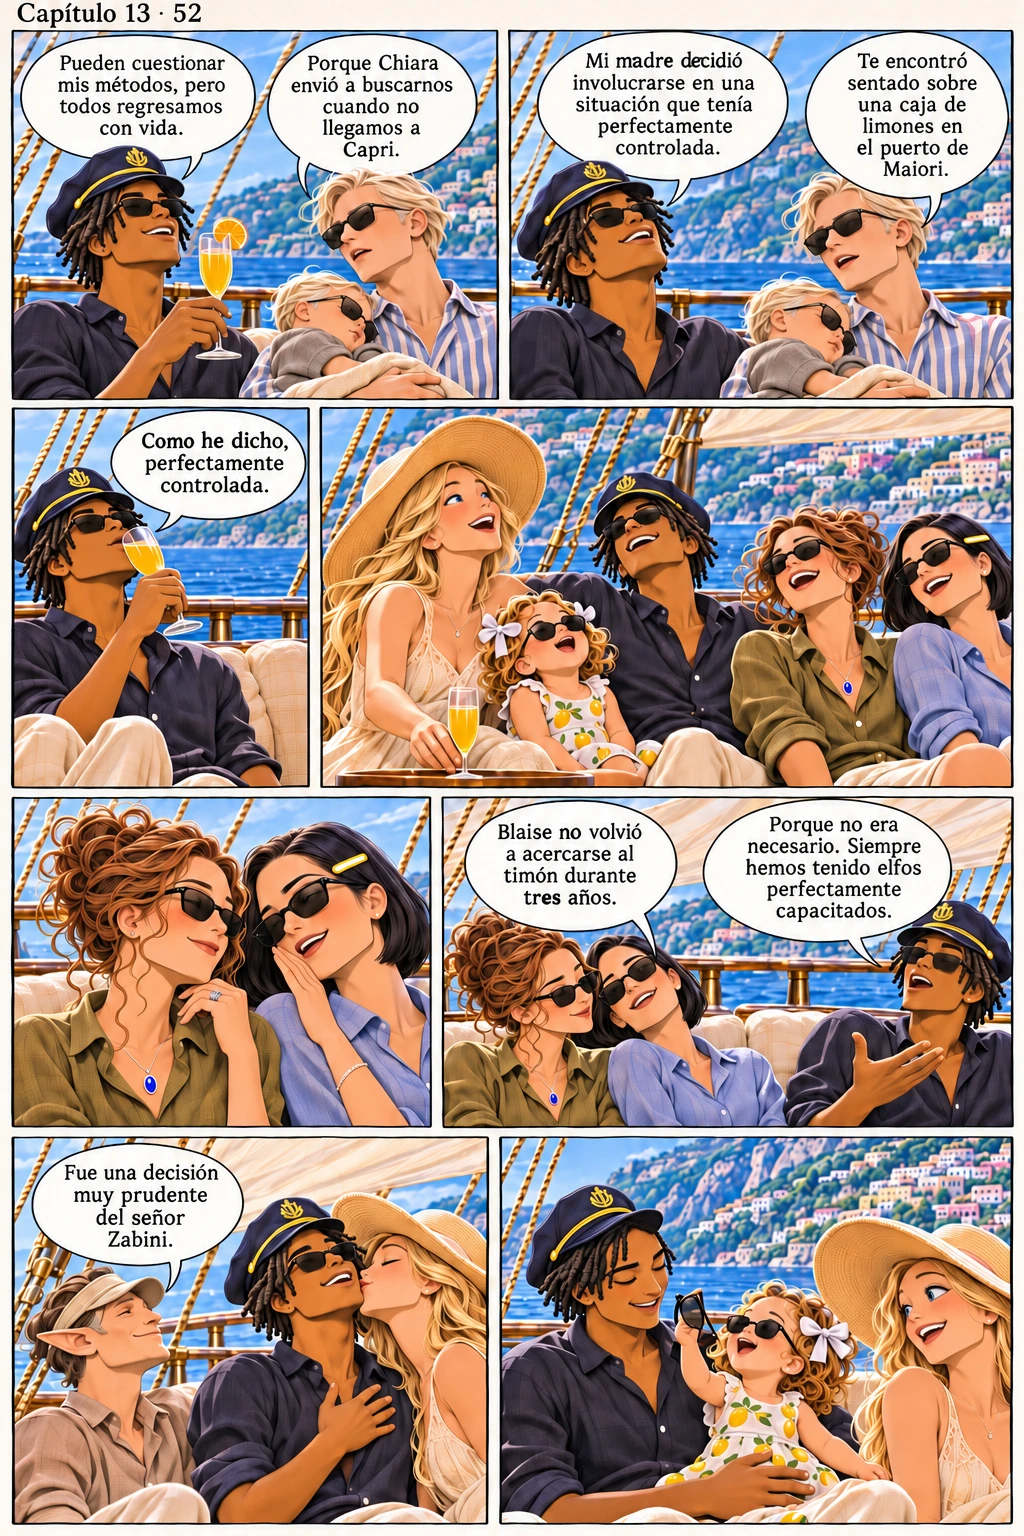 Capítulo 13 · 52
Pueden cuestionar
mis métodos, pero
todos regresamos
con vida.
Porque Chiara
envió a buscarnos
cuando no
llegamos a
Capri.
Mi madre decidió
involucrarse en una
situación que tenía
perfectamente
controlada.
Te encontró
sentado sobre
una caja de
limones en
el puerto de
Maiori.
Como he dicho,
perfectamente
controlada.
Blaise no volvió
a acercarse al
timón durante
tres años.
Porque no era
necesario. Siempre
hemos tenido elfos
perfectamente
capacitados.
Fue una decisión
muy prudente
del señor
Zabini.